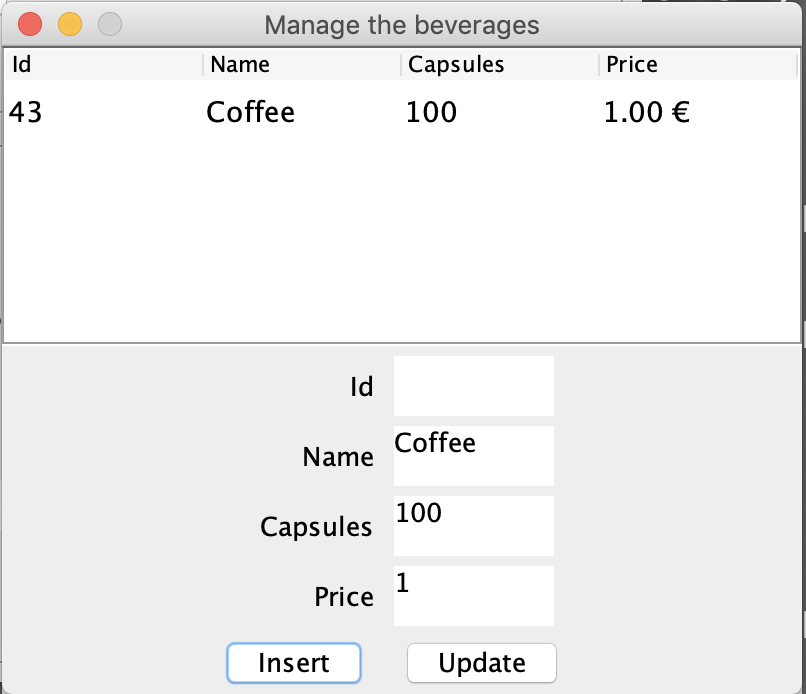 Manage the beverages
Id Name Capsules Price
43 Coffee 100 1.00 €
Id
Name Coffee
Capsules 100
Price 1
Insert Update